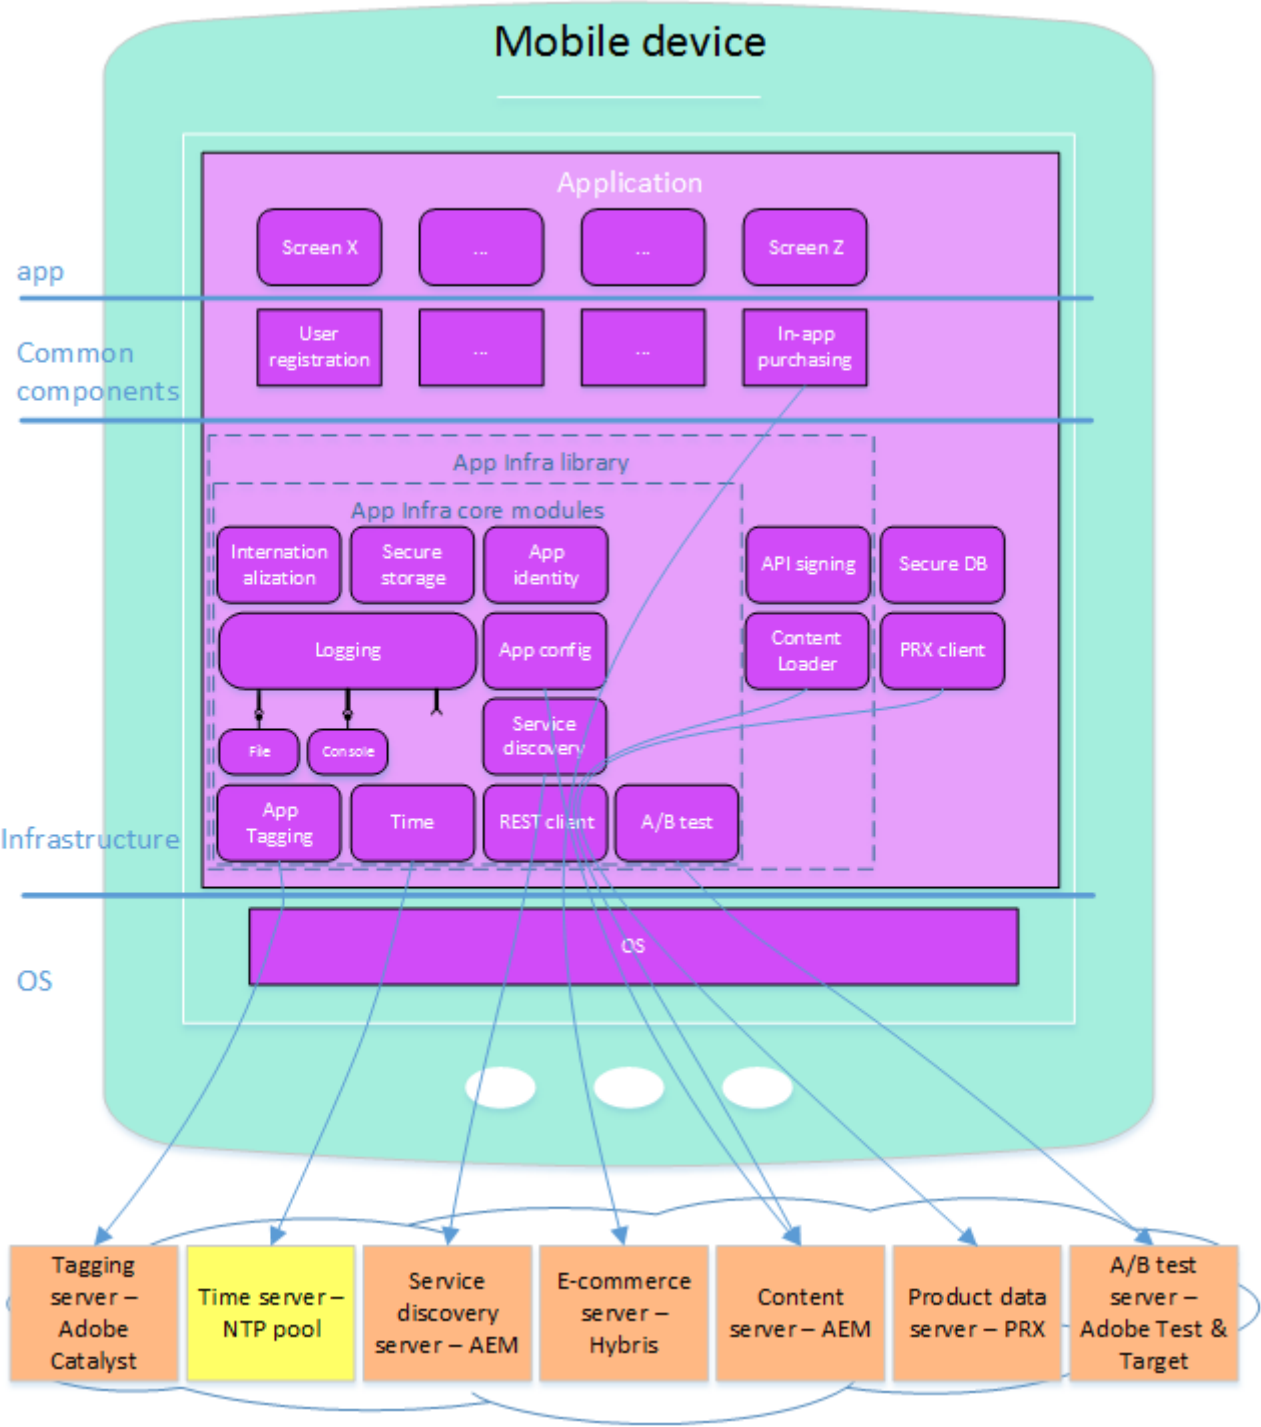 Mobile device
Application
Screen X
...
...
Screen Z
app
User
registration
...
...
In-app
purchasing
Common
components
App Infra library
App Infra core modules
Internation
alization
Secure
storage
App
identity
API signing
Secure DB
Logging
App config
Content
Loader
PRX client
Service
discovery
File
Console
App
Tagging
Time
REST client
A/B test
Infrastructure
OS
OS
Tagging
server –
Adobe
Catalyst
Time server –
NTP pool
Service
discovery
server – AEM
E-commerce
server –
Hybris
Content
server – AEM
Product data
server – PRX
A/B test
server –
Adobe Test &
Target